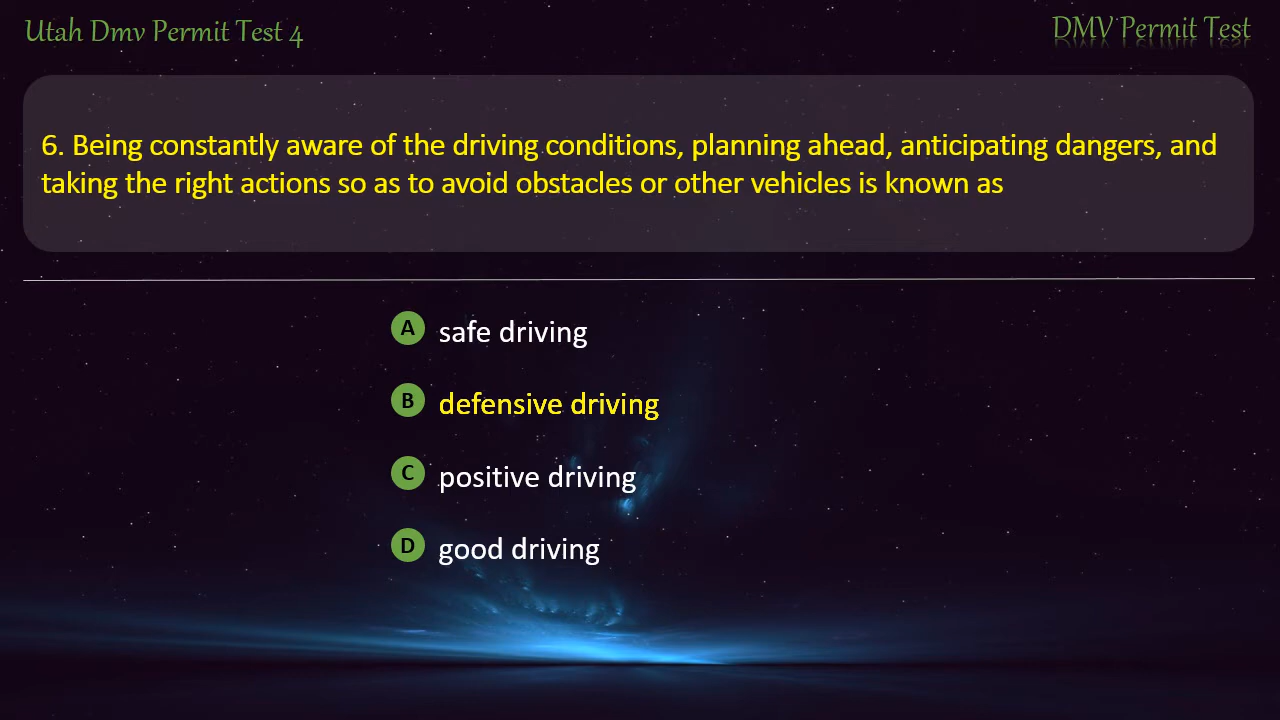 Utah Dmv Permit Test 4
DMV Permit Test
6. Being constantly aware of the driving conditions, planning ahead, anticipating dangers, and
taking the right actions so as to avoid obstacles or other vehicles is known as
A safe driving
B defensive driving
C positive driving
D good driving